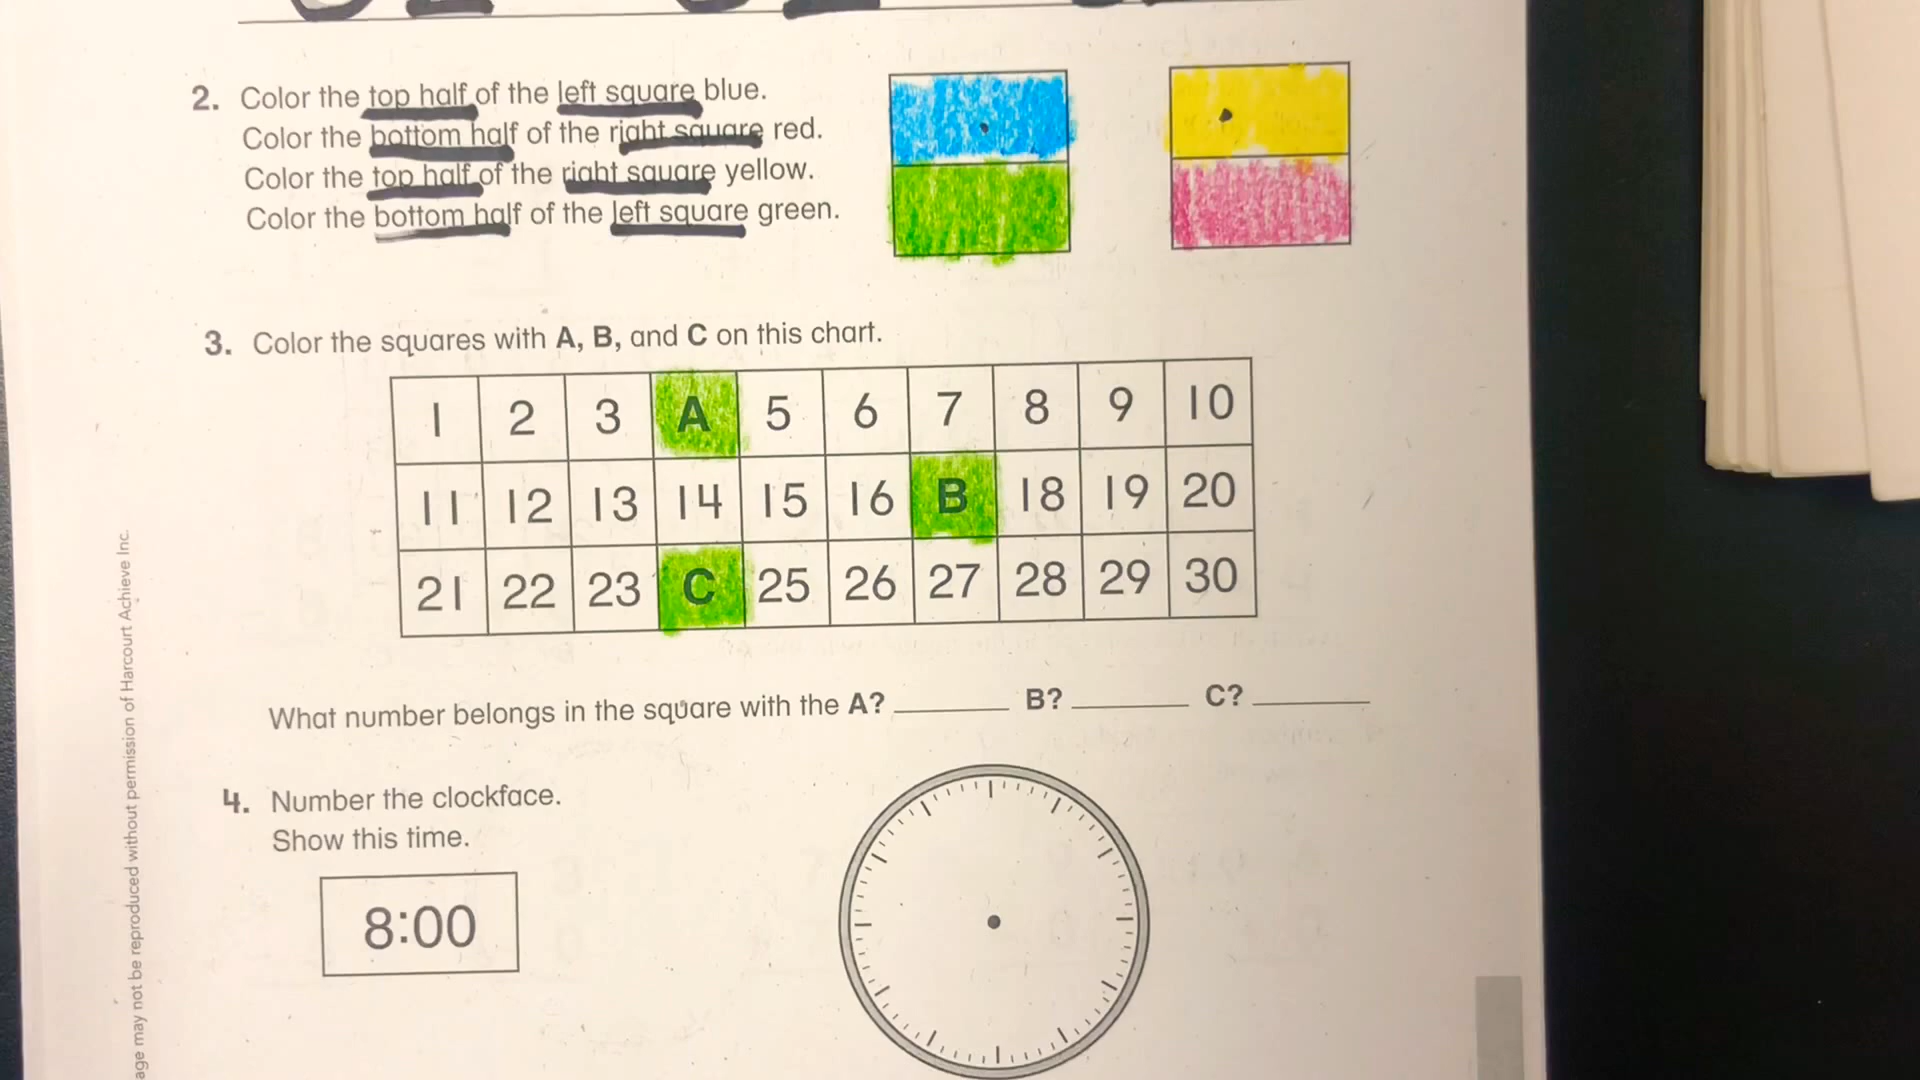 2. Color the top half of the left square blue.
Color the bottom half of the right square red.
Color the top half of the right square yellow.
Color the bottom half of the left square green.
3. Color the squares with A, B, and C on this chart.
1 2 3 A 5 6 7 8 9 10
11 12 13 14 15 16 B 18 19 20
21 22 23 C 25 26 27 28 29 30
What number belongs in the square with the A? ______ B? ______ C? ______
4. Number the clockface.
Show this time.
8:00
age may not be reproduced without permission of Harcourt Achieve Inc.